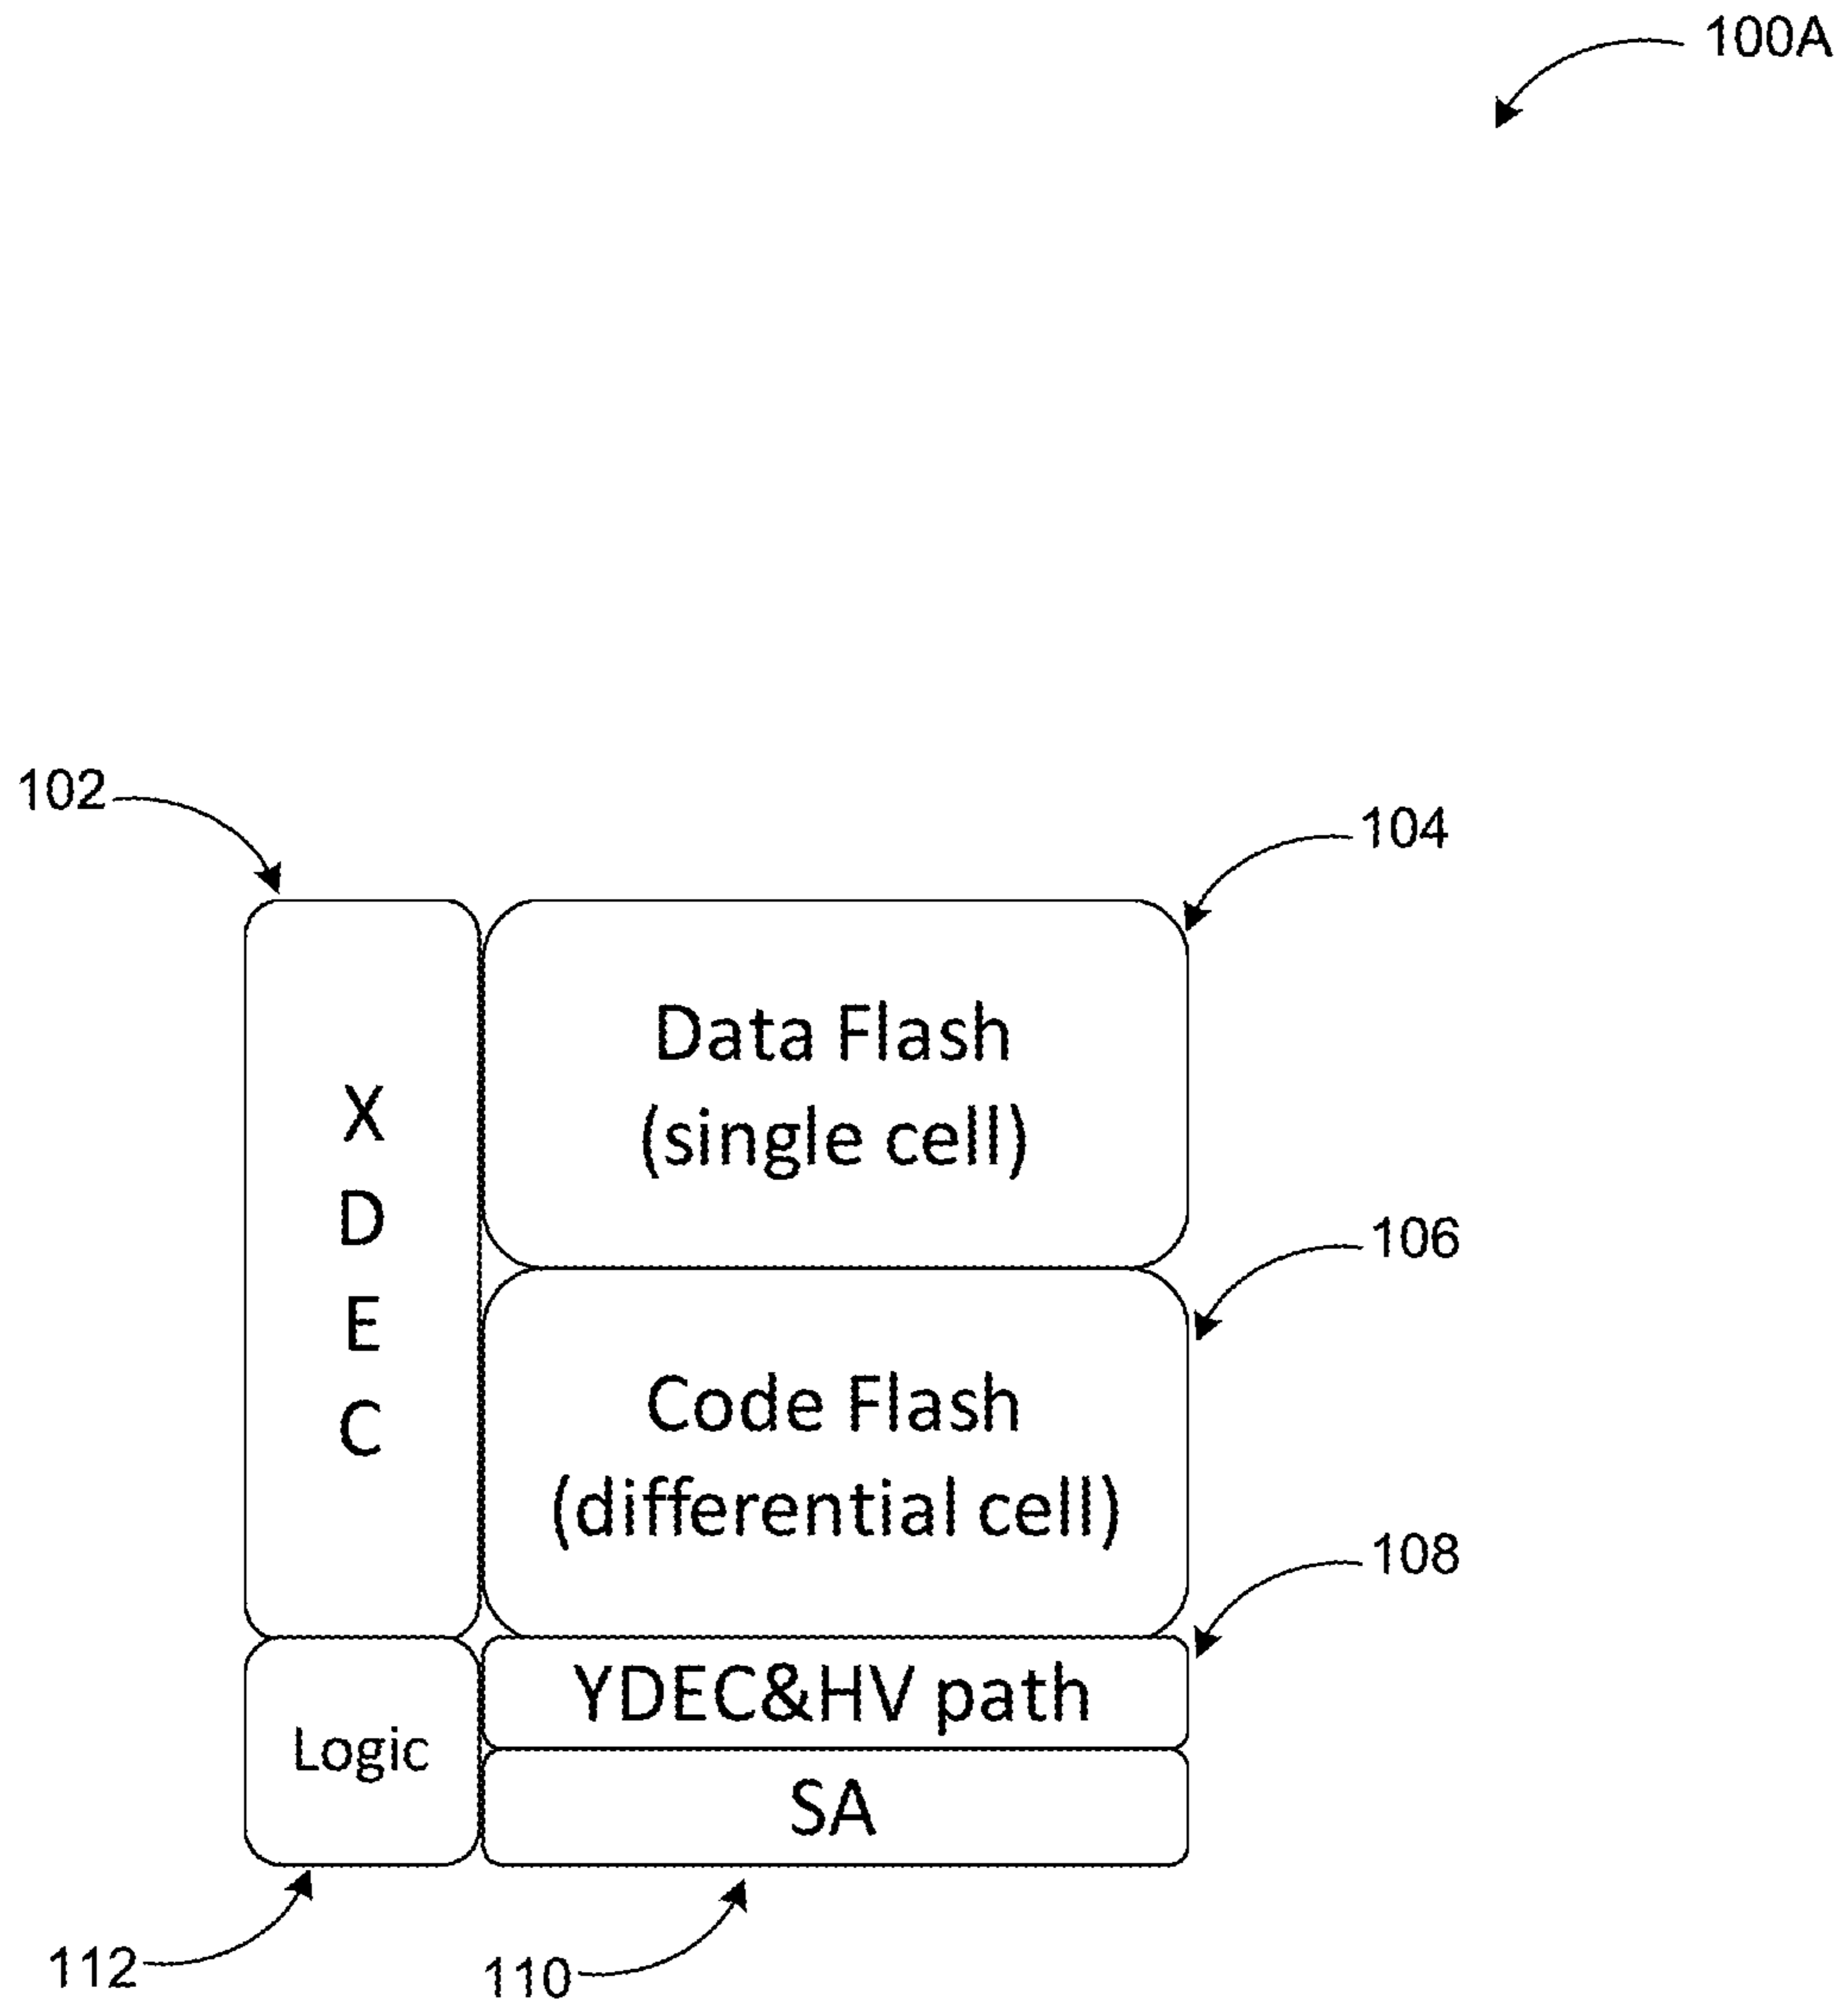 100A
102
104
X
D
E
C
Data Flash
(single cell)
106
Code Flash
(differential cell)
108
YDEC&HV path
Logic
SA
112
110